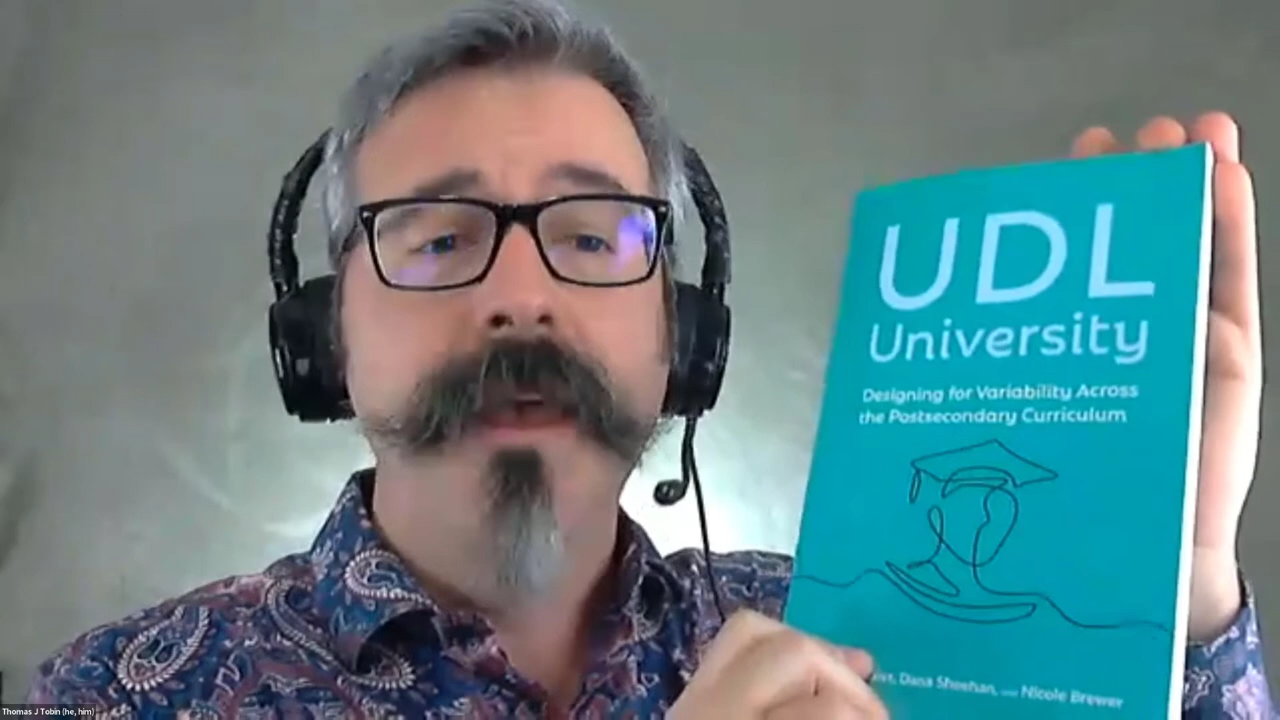 UDL
University
Designing for Variability Across
the Postsecondary Curriculum
Dana Sheehan, and Nicole Brewer
Thomas J Tobin (he, him)